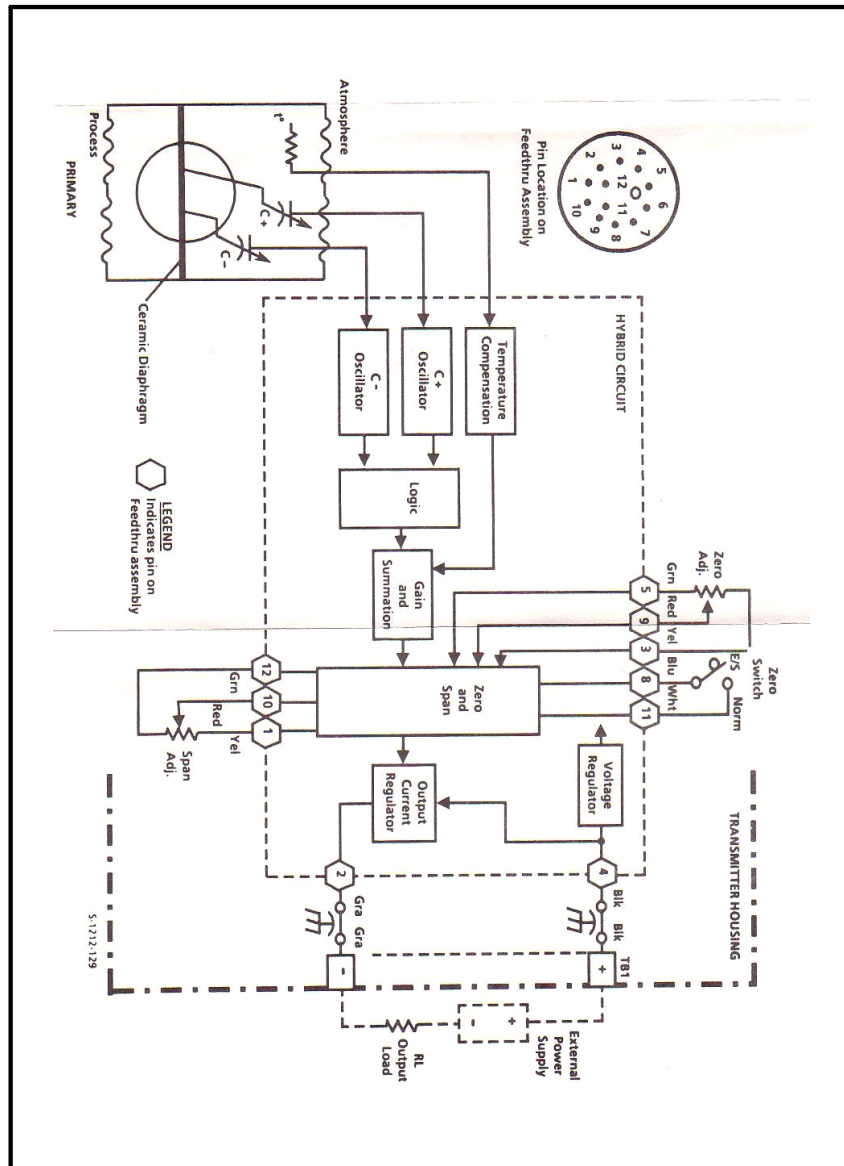 Pin Location on
Feedthru Assembly
1
2
3
4
5
6
7
8
9
10
11
12
Atmosphere
t°
C+
C-
Process
PRIMARY
Ceramic Diaphragm
LEGEND
Indicates pin on
Feedthru assembly
HYBRID CIRCUIT
Temperature
Compensation
C+
Oscillator
C-
Oscillator
Logic
Gain
and
Summation
Zero
Adj.
Zero
Switch
E/S
Norm
Grn
Red
Yel
Blu
Wht
5
9
3
8
11
Zero
and
Span
12
10
1
Grn
Red
Yel
Span
Adj.
Voltage
Regulator
Output
Current
Regulator
4
2
Blk
Blk
Gra
Gra
TRANSMITTER HOUSING
TB1
+
-
External
Power
Supply
+
-
RL
Output
Load
S-1212-129